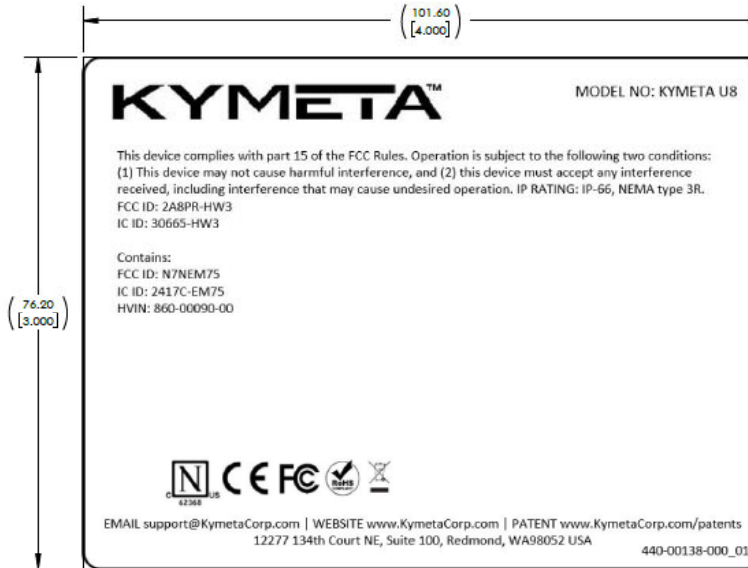 101.60
[4.000]
KYMETA™
MODEL NO: KYMETA U8
This device complies with part 15 of the FCC Rules. Operation is subject to the following two conditions:
(1) This device may not cause harmful interference, and (2) this device must accept any interference
received, including interference that may cause undesired operation. IP RATING: IP-66, NEMA type 3R.
FCC ID: 2A8PR-HW3
IC ID: 30665-HW3
Contains:
FCC ID: N7NEM75
IC ID: 2417C-EM75
HVIN: 860-00090-00
76.20
[3.000]
C N US
62368
CE FC
RoHS
EMAIL support@KymetaCorp.com | WEBSITE www.KymetaCorp.com | PATENT www.KymetaCorp.com/patents
12277 134th Court NE, Suite 100, Redmond, WA98052 USA
440-00138-000_01